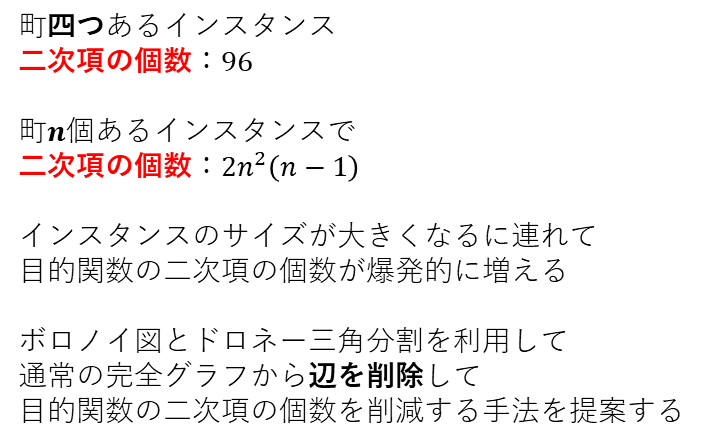 町四つあるインスタンス
二次項の個数：96
町n個あるインスタンスで
二次項の個数：2n²(n − 1)
インスタンスのサイズが大きくなるに連れて
目的関数の二次項の個数が爆発的に増える
ボロノイ図とドロネー三角分割を利用して
通常の完全グラフから辺を削除して
目的関数の二次項の個数を削減する手法を提案する